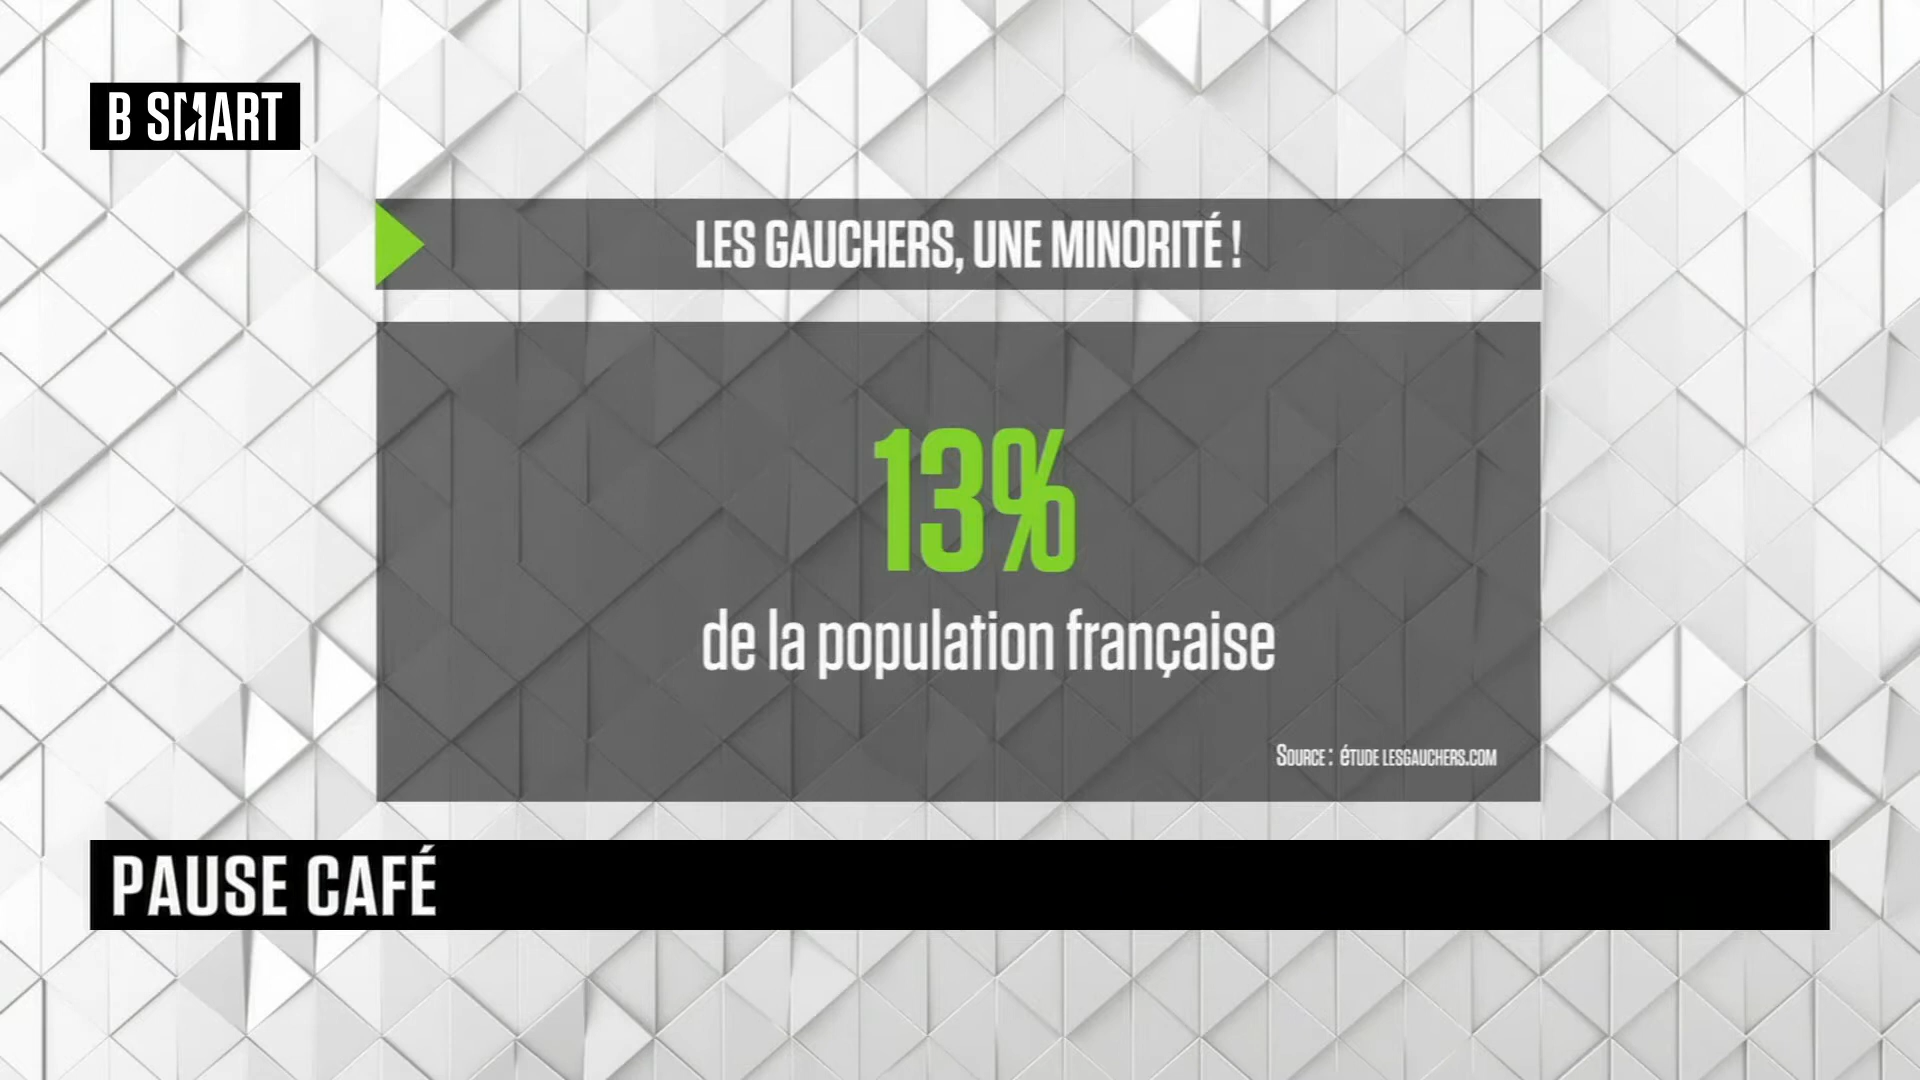 B SMART
LES GAUCHERS, UNE MINORITÉ !
13%
de la population française
Source : étude lesgauchers.com
PAUSE CAFÉ